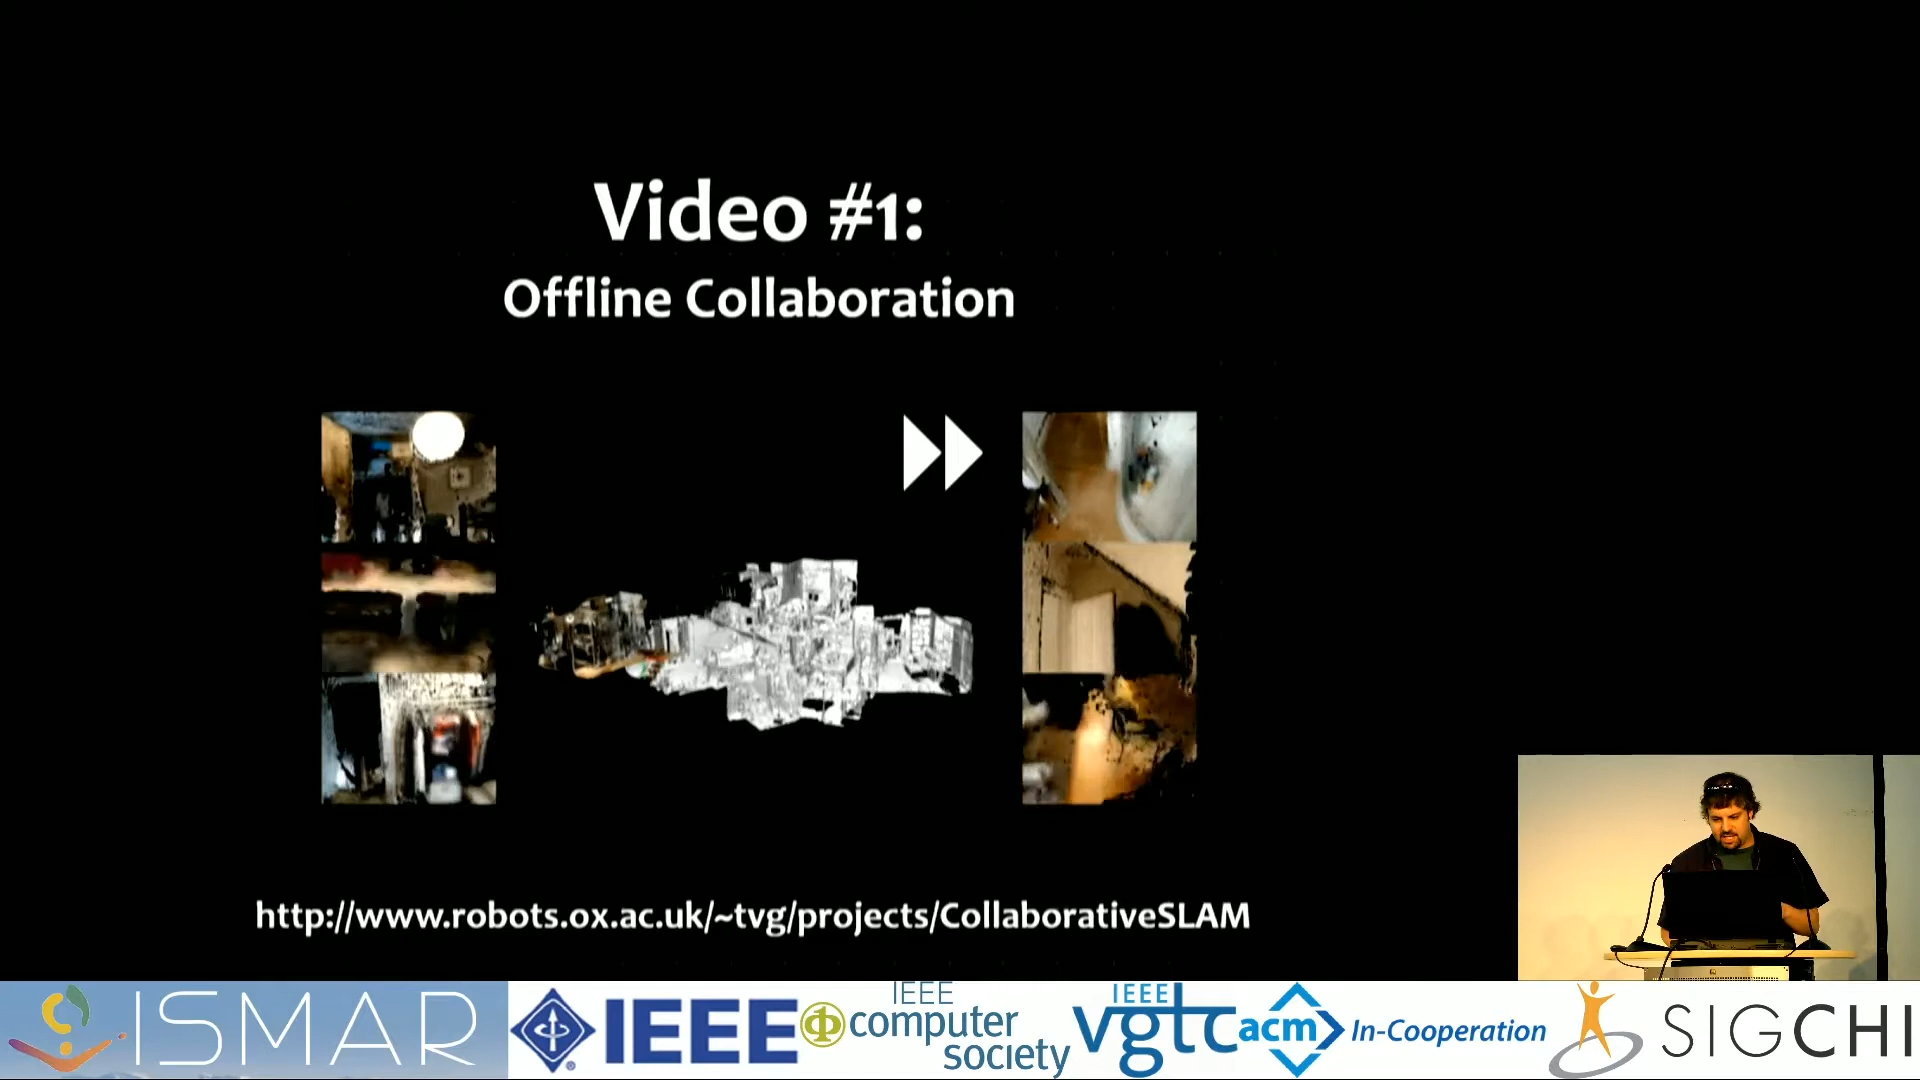 Video #1:
Offline Collaboration
http://www.robots.ox.ac.uk/~tvg/projects/CollaborativeSLAM
ISMAR
IEEE
IEEE
computer
society
IEEE
vgtc
acm In-Cooperation
SIGCHI